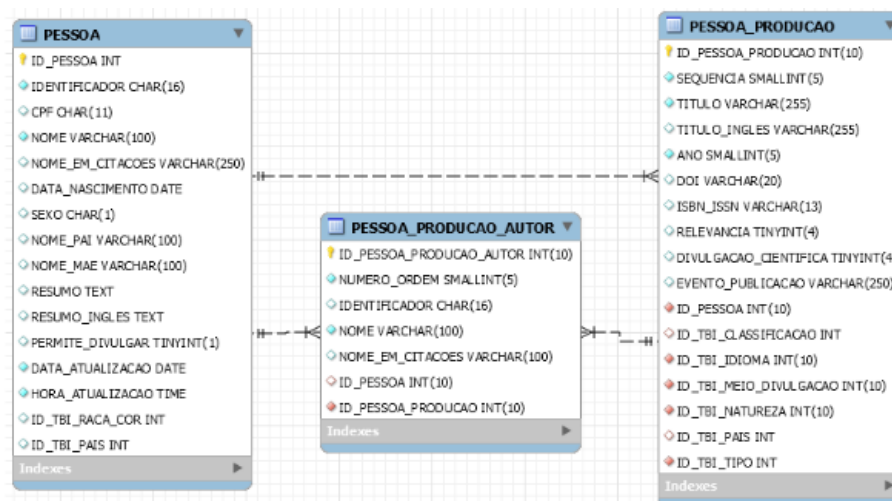 PESSOA
ID_PESSOA INT
IDENTIFICADOR CHAR(16)
CPF CHAR(11)
NOME VARCHAR(100)
NOME_EM_CITACOES VARCHAR(250)
DATA_NASCIMENTO DATE
SEXO CHAR(1)
NOME_PAI VARCHAR(100)
NOME_MAE VARCHAR(100)
RESUMO TEXT
RESUMO_INGLES TEXT
PERMITE_DIVULGAR TINYINT(1)
DATA_ATUALIZACAO DATE
HORA_ATUALIZACAO TIME
ID_TBI_RACA_COR INT
ID_TBI_PAIS INT
Indexes
PESSOA_PRODUCAO_AUTOR
ID_PESSOA_PRODUCAO_AUTOR INT(10)
NUMERO_ORDEM SMALLINT(5)
IDENTIFICADOR CHAR(16)
NOME VARCHAR(100)
NOME_EM_CITACOES VARCHAR(100)
ID_PESSOA INT(10)
ID_PESSOA_PRODUCAO INT(10)
Indexes
PESSOA_PRODUCAO
ID_PESSOA_PRODUCAO INT(10)
SEQUENCIA SMALLINT(5)
TITULO VARCHAR(255)
TITULO_INGLES VARCHAR(255)
ANO SMALLINT(5)
DOI VARCHAR(20)
ISBN_ISSN VARCHAR(13)
RELEVANCIA TINYINT(4)
DIVULGACAO_CIENTIFICA TINYINT(4
EVENTO_PUBLICACAO VARCHAR(250)
ID_PESSOA INT(10)
ID_TBI_CLASSIFICACAO INT
ID_TBI_IDIOMA INT(10)
ID_TBI_MEIO_DIVULGACAO INT(10)
ID_TBI_NATUREZA INT(10)
ID_TBI_PAIS INT
ID_TBI_TIPO INT
Indexes